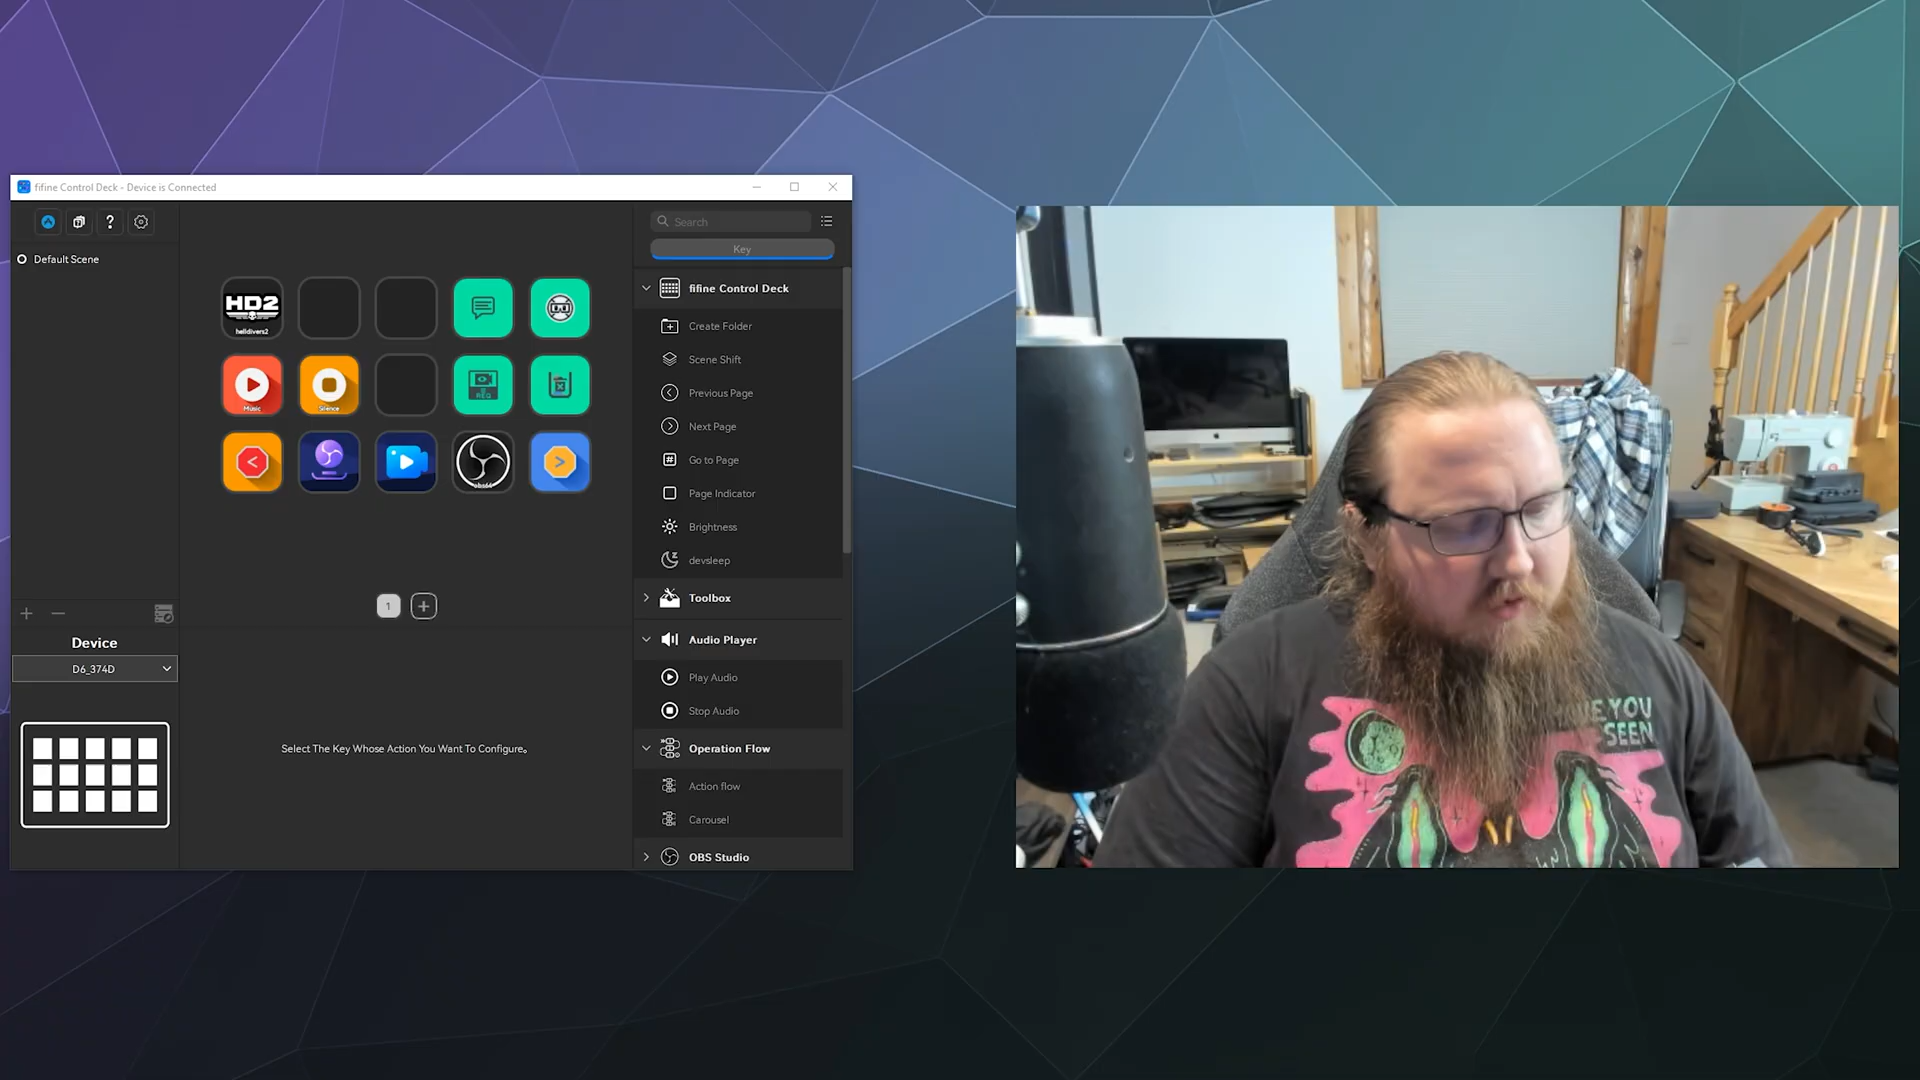 fifine Control Deck - Device is Connected
Default Scene
HD2
helldivers2
Music
Silence
REC
obs64
1
Device
D6_374D
Select The Key Whose Action You Want To Configure。
Search
Key
fifine Control Deck
Create Folder
Scene Shift
Previous Page
Next Page
Go to Page
Page Indicator
Brightness
devsleep
Toolbox
Audio Player
Play Audio
Stop Audio
Operation Flow
Action flow
Carousel
OBS Studio
YOU
SEEN